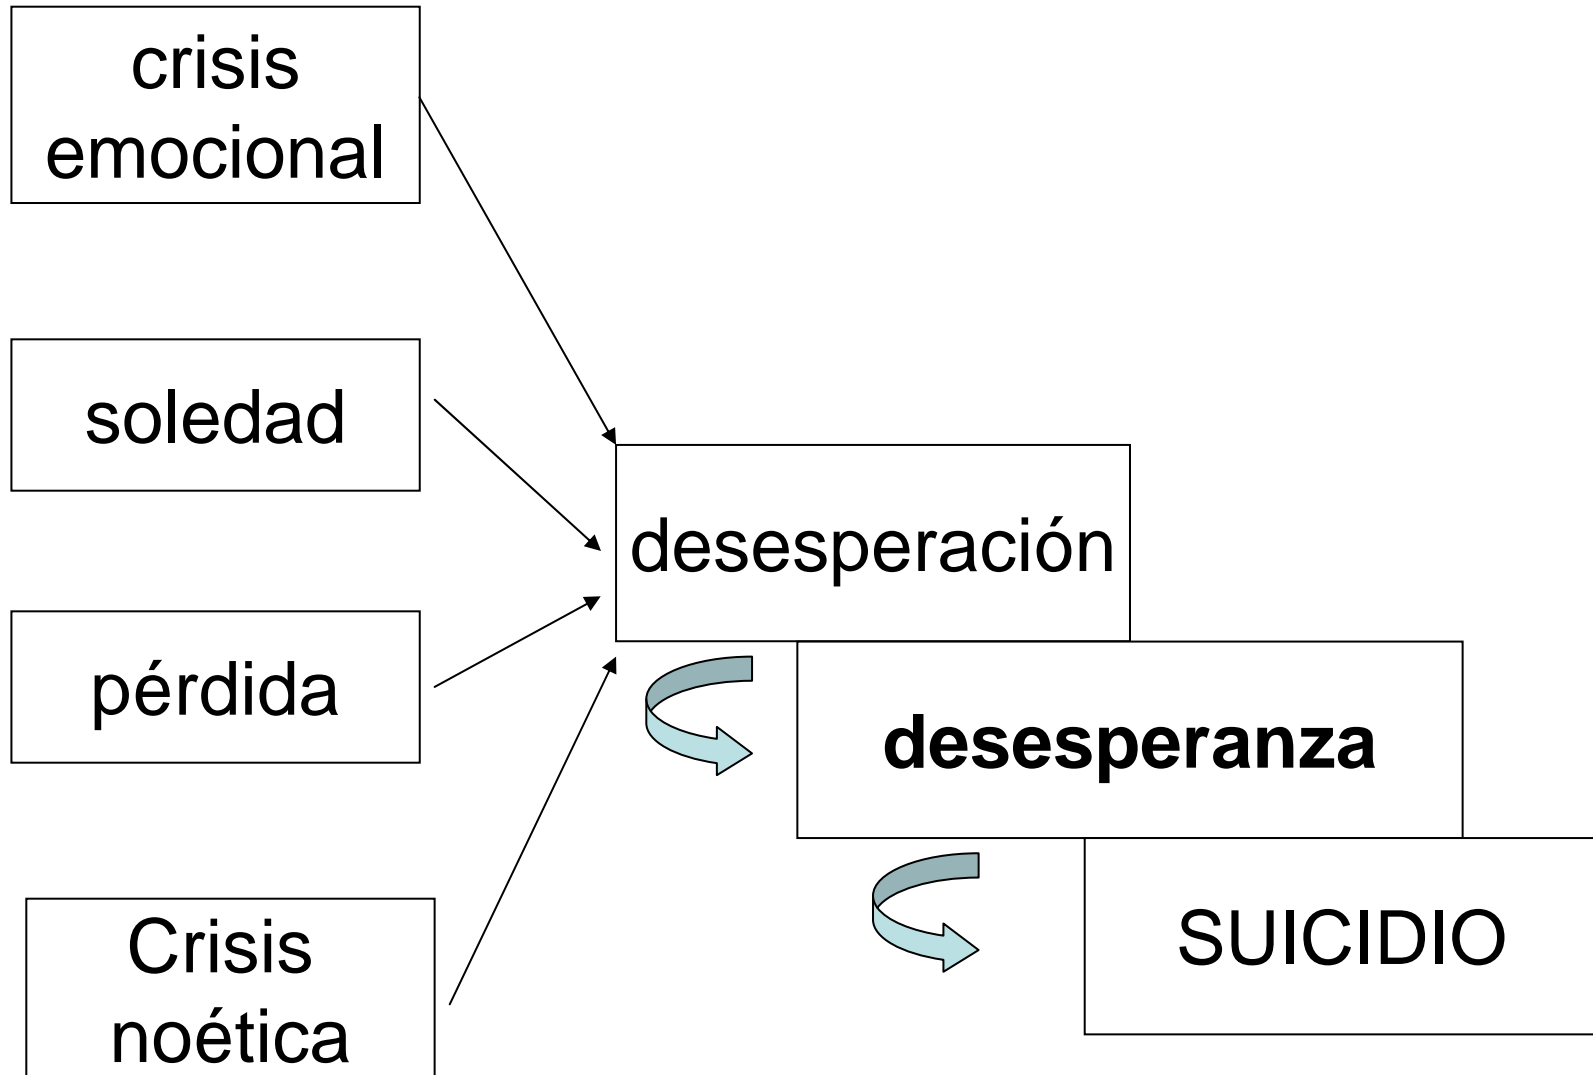 crisis
emocional
soledad
pérdida
Crisis
noética
desesperación
desesperanza
SUICIDIO